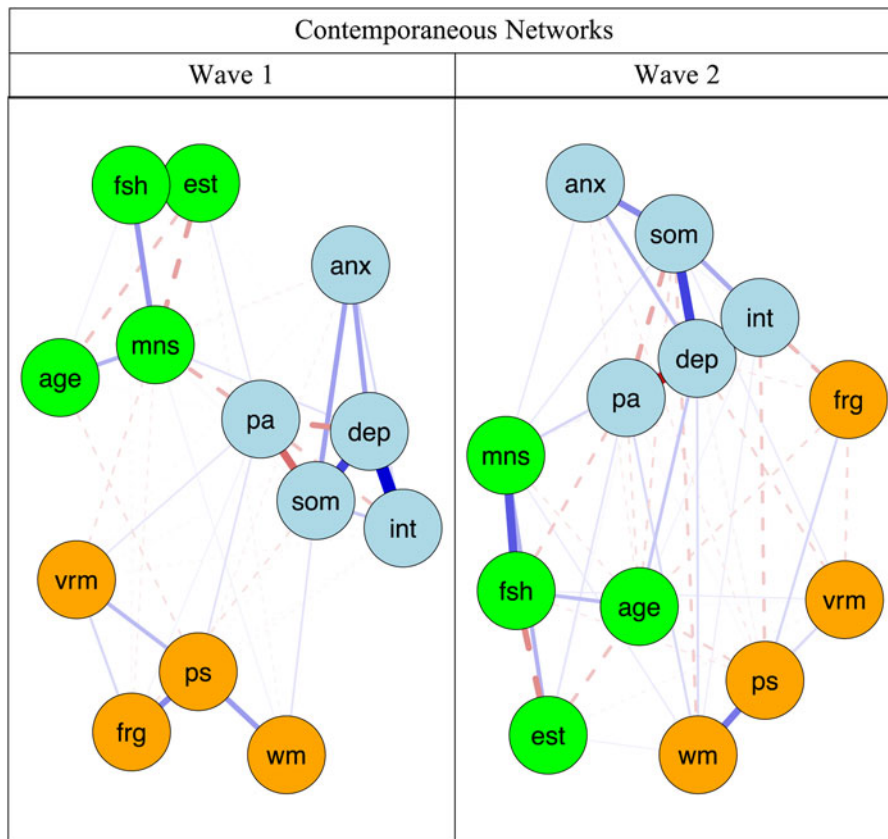 Contemporaneous Networks
Wave 1 Wave 2
fsh est
anx
mns
age
pa
dep
som
int
vrm
ps
frg
wm
anx
som
int
dep
pa
frg
mns
fsh
age
vrm
ps
est
wm